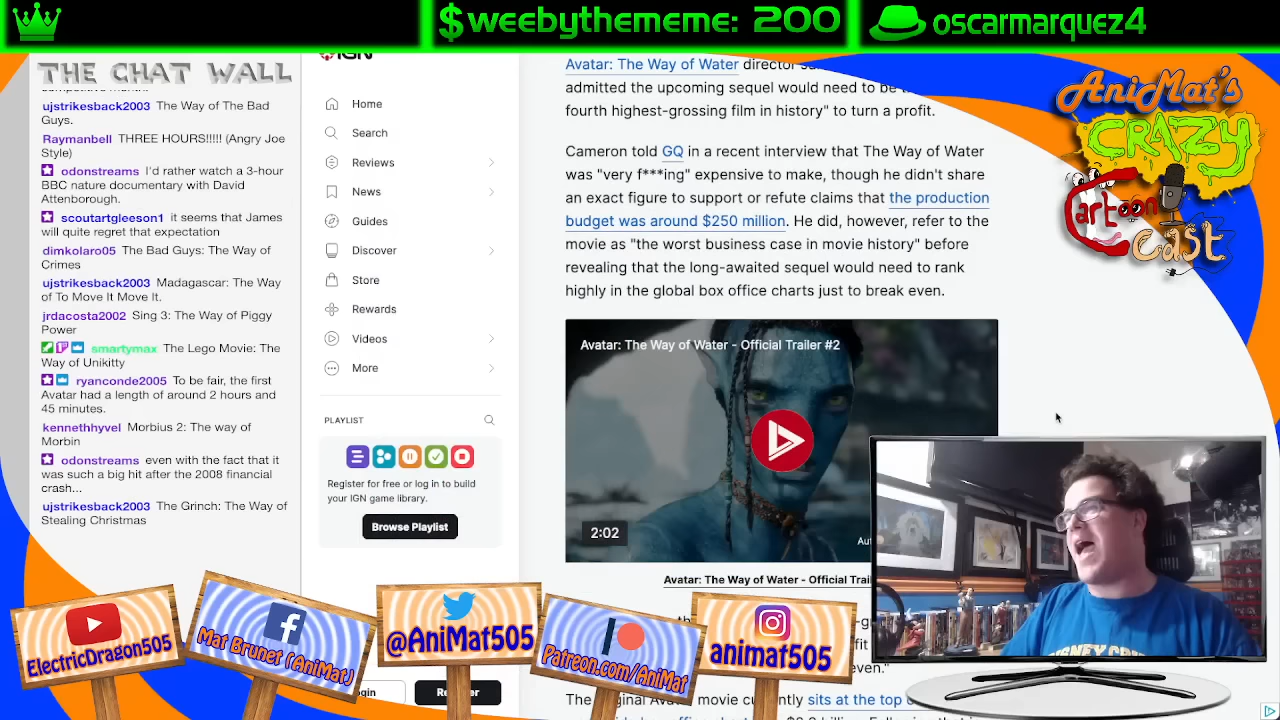 $weebythememe: 200
oscarmarquez4
THE CHAT WALL
ujstrikesback2003 The Way of The Bad
Guys.
Raymanbell THREE HOURS!!!!! (Angry Joe
Style)
odonstreams I'd rather watch a 3-hour
BBC nature documentary with David
Attenborough.
scoutartgleeson1 it seems that James
will quite regret that expectation
dimkolaro05 The Bad Guys: The Way of
Crimes
ujstrikesback2003 Madagascar: The Way
of To Move It Move It.
jrdacosta2002 Sing 3: The Way of Piggy
Power
smartymax The Lego Movie: The
Way of Unikitty
ryanconde2005 To be fair, the first
Avatar had a length of around 2 hours and
45 minutes.
kennethhyvel Morbius 2: The way of
Morbin
odonstreams even with the fact that it
was such a big hit after the 2008 financial
crash...
ujstrikesback2003 The Grinch: The Way of
Stealing Christmas
IGN
Home
Search
Reviews
News
Guides
Discover
Store
Rewards
Videos
More
PLAYLIST
Register for free or log in to build
your IGN game library.
Browse Playlist
Avatar: The Way of Water director
admitted the upcoming sequel would need to be
fourth highest-grossing film in history" to turn a profit.
Cameron told GQ in a recent interview that The Way of Water
was "very f***ing" expensive to make, though he didn't share
an exact figure to support or refute claims that the production
budget was around $250 million. He did, however, refer to the
movie as "the worst business case in movie history" before
revealing that the long-awaited sequel would need to rank
highly in the global box office charts just to break even.
Avatar: The Way of Water - Official Trailer #2
2:02
Avatar: The Way of Water - Official
even."
The original Avatar movie currently sits at the top
AniMat's
CRAZY
Cartoon
Cast
ElectricDragon505
Mat Brunet (AniMat)
@AniMat505
Patreon.com/AniMat
animat505